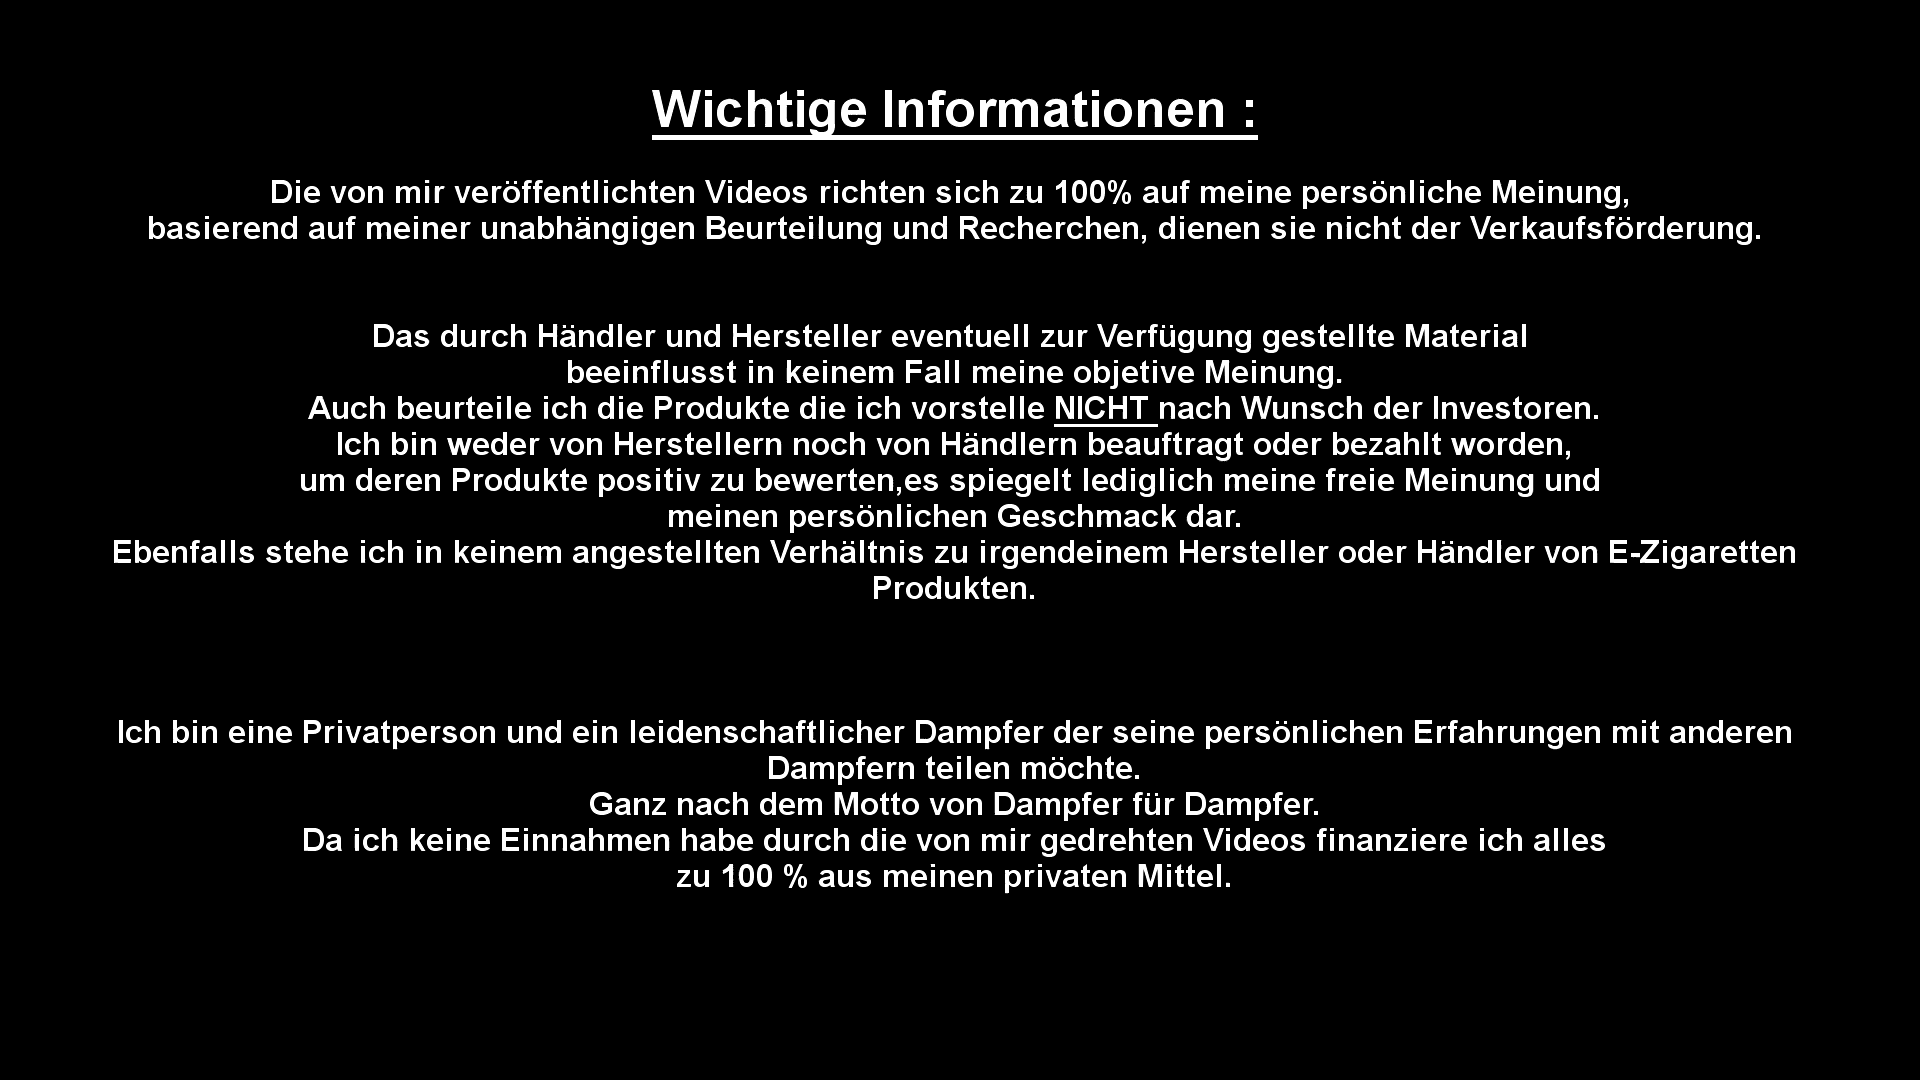 Wichtige Informationen :
Die von mir veröffentlichten Videos richten sich zu 100% auf meine persönliche Meinung,
basierend auf meiner unabhängigen Beurteilung und Recherchen, dienen sie nicht der Verkaufsförderung.
Das durch Händler und Hersteller eventuell zur Verfügung gestellte Material
beeinflusst in keinem Fall meine objetive Meinung.
Auch beurteile ich die Produkte die ich vorstelle NICHT nach Wunsch der Investoren.
Ich bin weder von Herstellern noch von Händlern beauftragt oder bezahlt worden,
um deren Produkte positiv zu bewerten,es spiegelt lediglich meine freie Meinung und
meinen persönlichen Geschmack dar.
Ebenfalls stehe ich in keinem angestellten Verhältnis zu irgendeinem Hersteller oder Händler von E-Zigaretten
Produkten.
Ich bin eine Privatperson und ein leidenschaftlicher Dampfer der seine persönlichen Erfahrungen mit anderen
Dampfern teilen möchte.
Ganz nach dem Motto von Dampfer für Dampfer.
Da ich keine Einnahmen habe durch die von mir gedrehten Videos finanziere ich alles
zu 100 % aus meinen privaten Mittel.